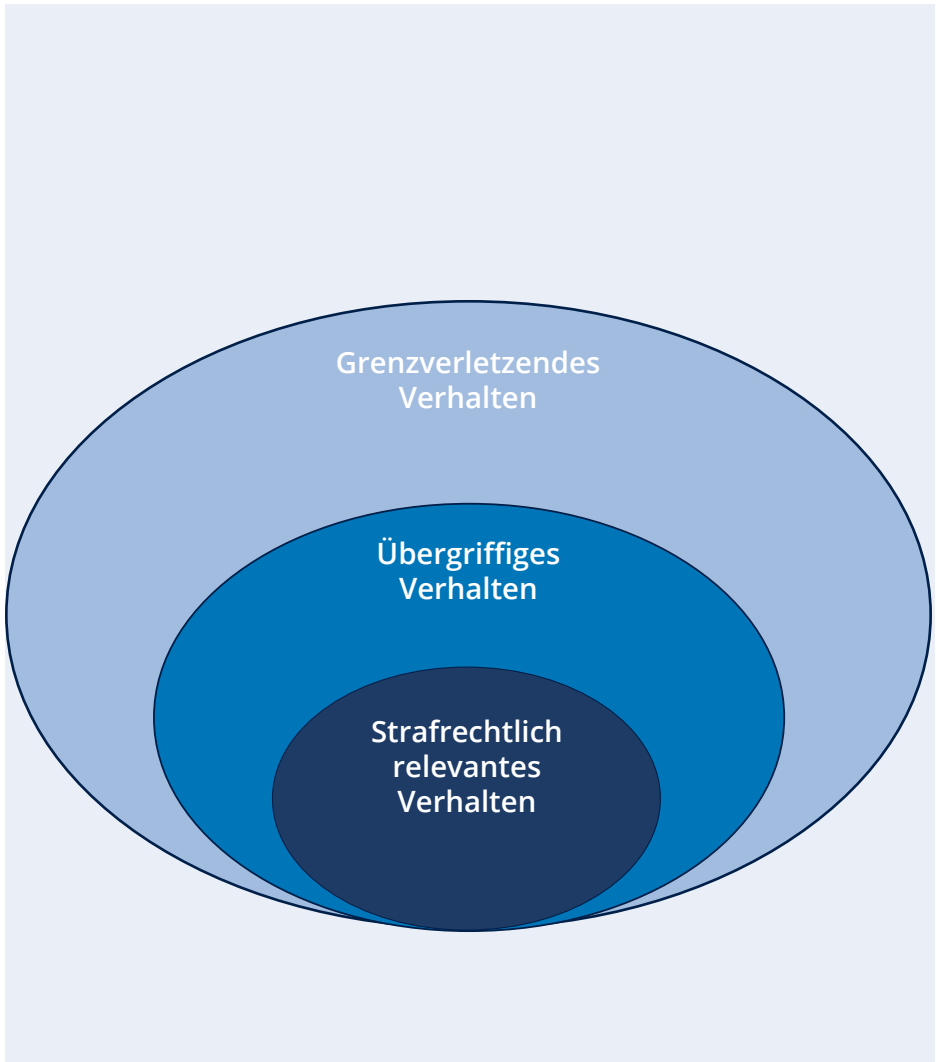 Grenzverletzendes
Verhalten
Übergriffiges
Verhalten
Strafrechtlich
relevantes
Verhalten